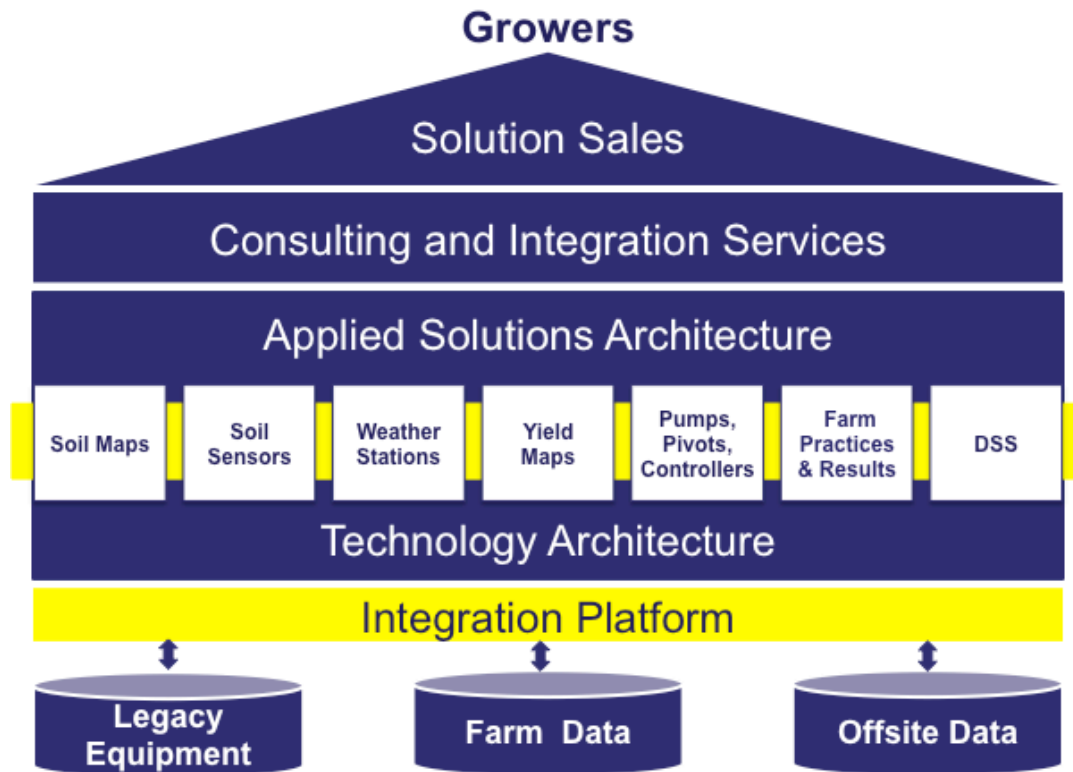 Growers
Solution Sales
Consulting and Integration Services
Applied Solutions Architecture
Soil Maps
Soil
Sensors
Weather
Stations
Yield
Maps
Pumps,
Pivots,
Controllers
Farm
Practices
& Results
DSS
Technology Architecture
Integration Platform
Legacy
Equipment
Farm Data
Offsite Data